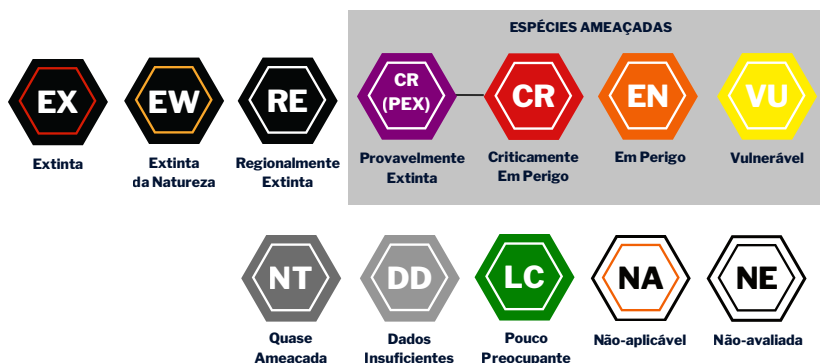 ESPÉCIES AMEAÇADAS
EX
EW
RE
CR
(PEX)
CR
EN
VU
Extinta
Extinta
da Natureza
Regionalmente
Extinta
Provavelmente
Extinta
Criticamente
Em Perigo
Em Perigo
Vulnerável
NT
DD
LC
NA
NE
Quase
Ameaçada
Dados
Insuficientes
Pouco
Preocupante
Não-aplicável
Não-avaliada